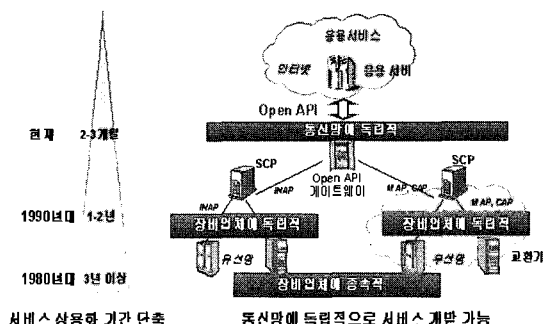 응용서비스
인터넷
응용 서버
Open API
통신망에 독립적
현재 2-3개월
SCP
SCP
Open API
게이트웨이
INAP
INAP
MAP, CAP
MAP, CAP
1990년대 1-2년
장비업체에 독립적
장비업체에 독립적
유선망
무선망
교환기
1980년대 3년 이상
장비업체에 종속적
서비스 상용화 기간 단축
통신망에 독립적으로 서비스 개발 가능